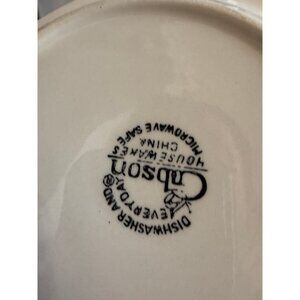 DISHWASHER AND
EVERYDAY®
Gibson
HOUSEWARES
CHINA
MICROWAVE SAFE